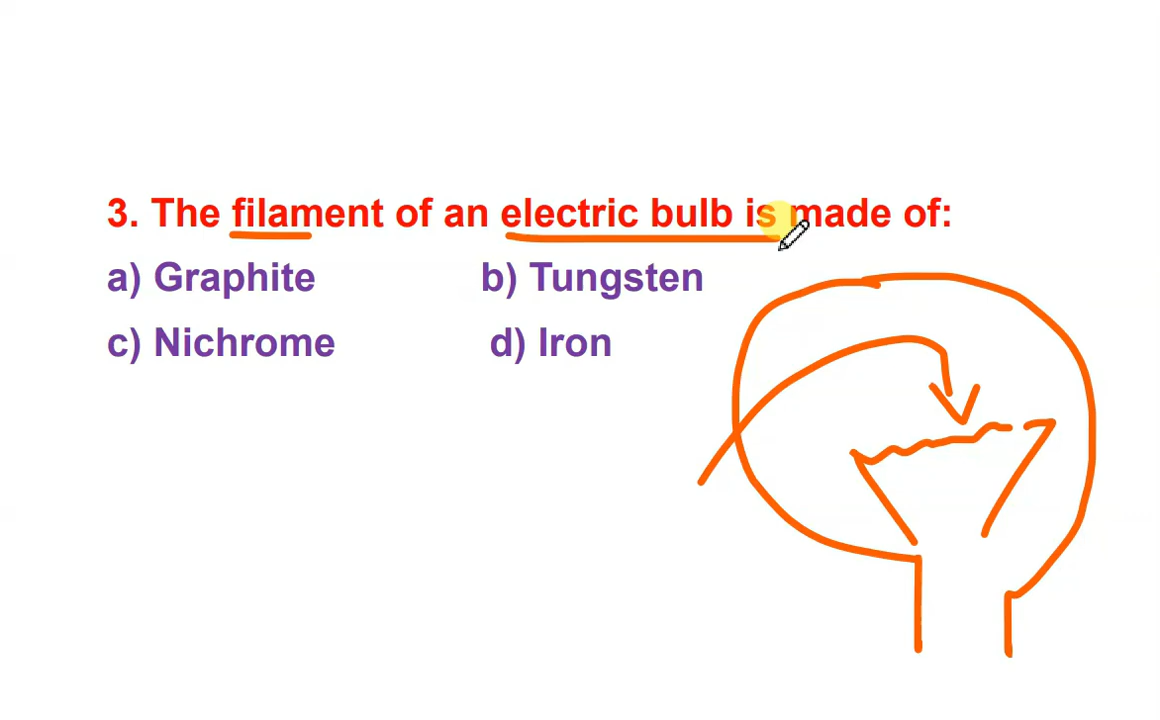 3. The filament of an electric bulb is made of:
a) Graphite b) Tungsten
c) Nichrome d) Iron